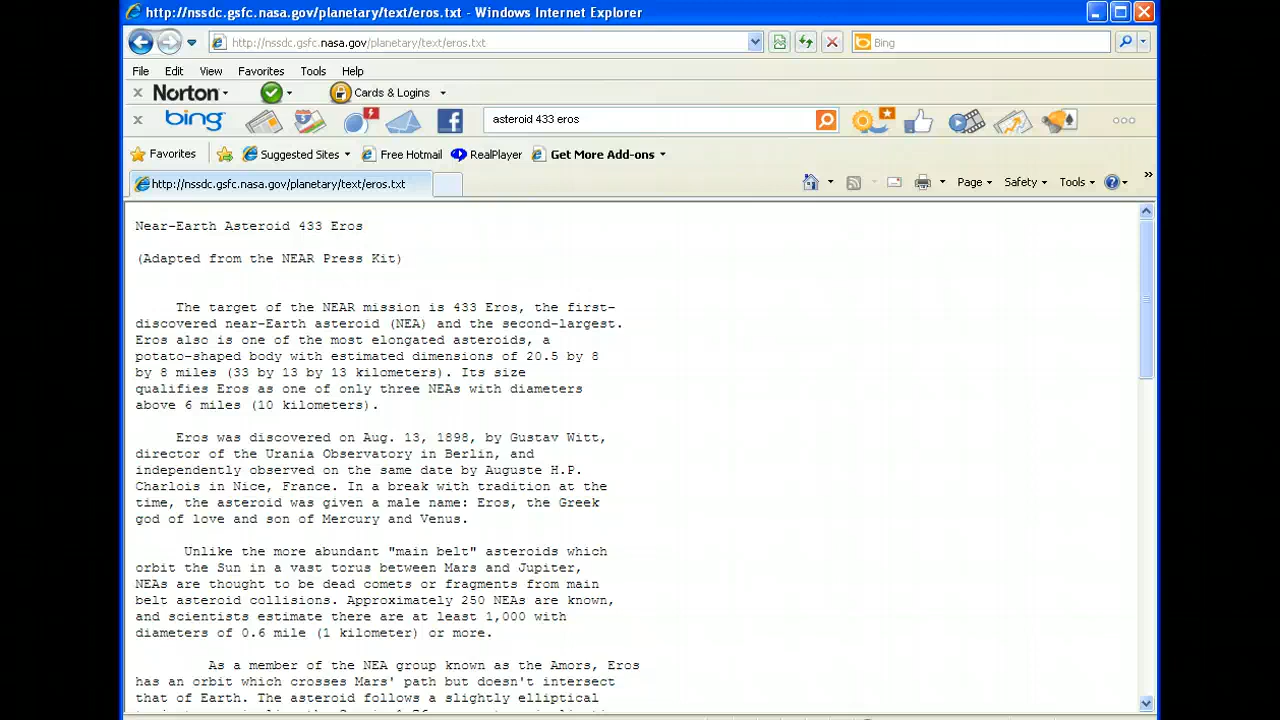 http://nssdc.gsfc.nasa.gov/planetary/text/eros.txt - Windows Internet Explorer
http://nssdc.gsfc.nasa.gov/planetary/text/eros.txt
Bing
File Edit View Favorites Tools Help
Norton
Cards & Logins
bing
asteroid 433 eros
Favorites Suggested Sites Free Hotmail RealPlayer Get More Add-ons
http://nssdc.gsfc.nasa.gov/planetary/text/eros.txt
Page Safety Tools
Near-Earth Asteroid 433 Eros
(Adapted from the NEAR Press Kit)
The target of the NEAR mission is 433 Eros, the first-
discovered near-Earth asteroid (NEA) and the second-largest.
Eros also is one of the most elongated asteroids, a
potato-shaped body with estimated dimensions of 20.5 by 8
by 8 miles (33 by 13 by 13 kilometers). Its size
qualifies Eros as one of only three NEAs with diameters
above 6 miles (10 kilometers).
Eros was discovered on Aug. 13, 1898, by Gustav Witt,
director of the Urania Observatory in Berlin, and
independently observed on the same date by Auguste H.P.
Charlois in Nice, France. In a break with tradition at the
time, the asteroid was given a male name: Eros, the Greek
god of love and son of Mercury and Venus.
Unlike the more abundant "main belt" asteroids which
orbit the Sun in a vast torus between Mars and Jupiter,
NEAs are thought to be dead comets or fragments from main
belt asteroid collisions. Approximately 250 NEAs are known,
and scientists estimate there are at least 1,000 with
diameters of 0.6 mile (1 kilometer) or more.
As a member of the NEA group known as the Amors, Eros
has an orbit which crosses Mars' path but doesn't intersect
that of Earth. The asteroid follows a slightly elliptical